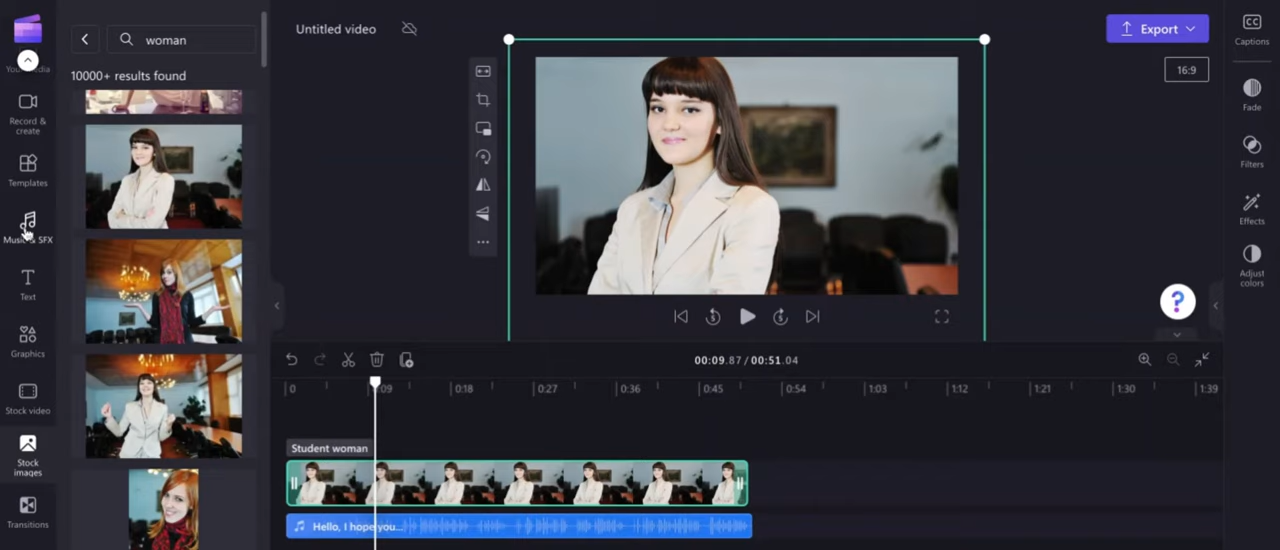 Untitled video
Export
16:9
Your media
Record &
create
Templates
Music & SFX
Text
Graphics
Stock video
Stock
images
Transitions
woman
10000+ results found
Captions
Fade
Filters
Effects
Adjust
colors
00:09.87 / 00:51.04
0
0:09
0:18
0:27
0:36
0:45
0:54
1:03
1:12
1:21
1:30
1:39
Student woman
Hello, I hope you...